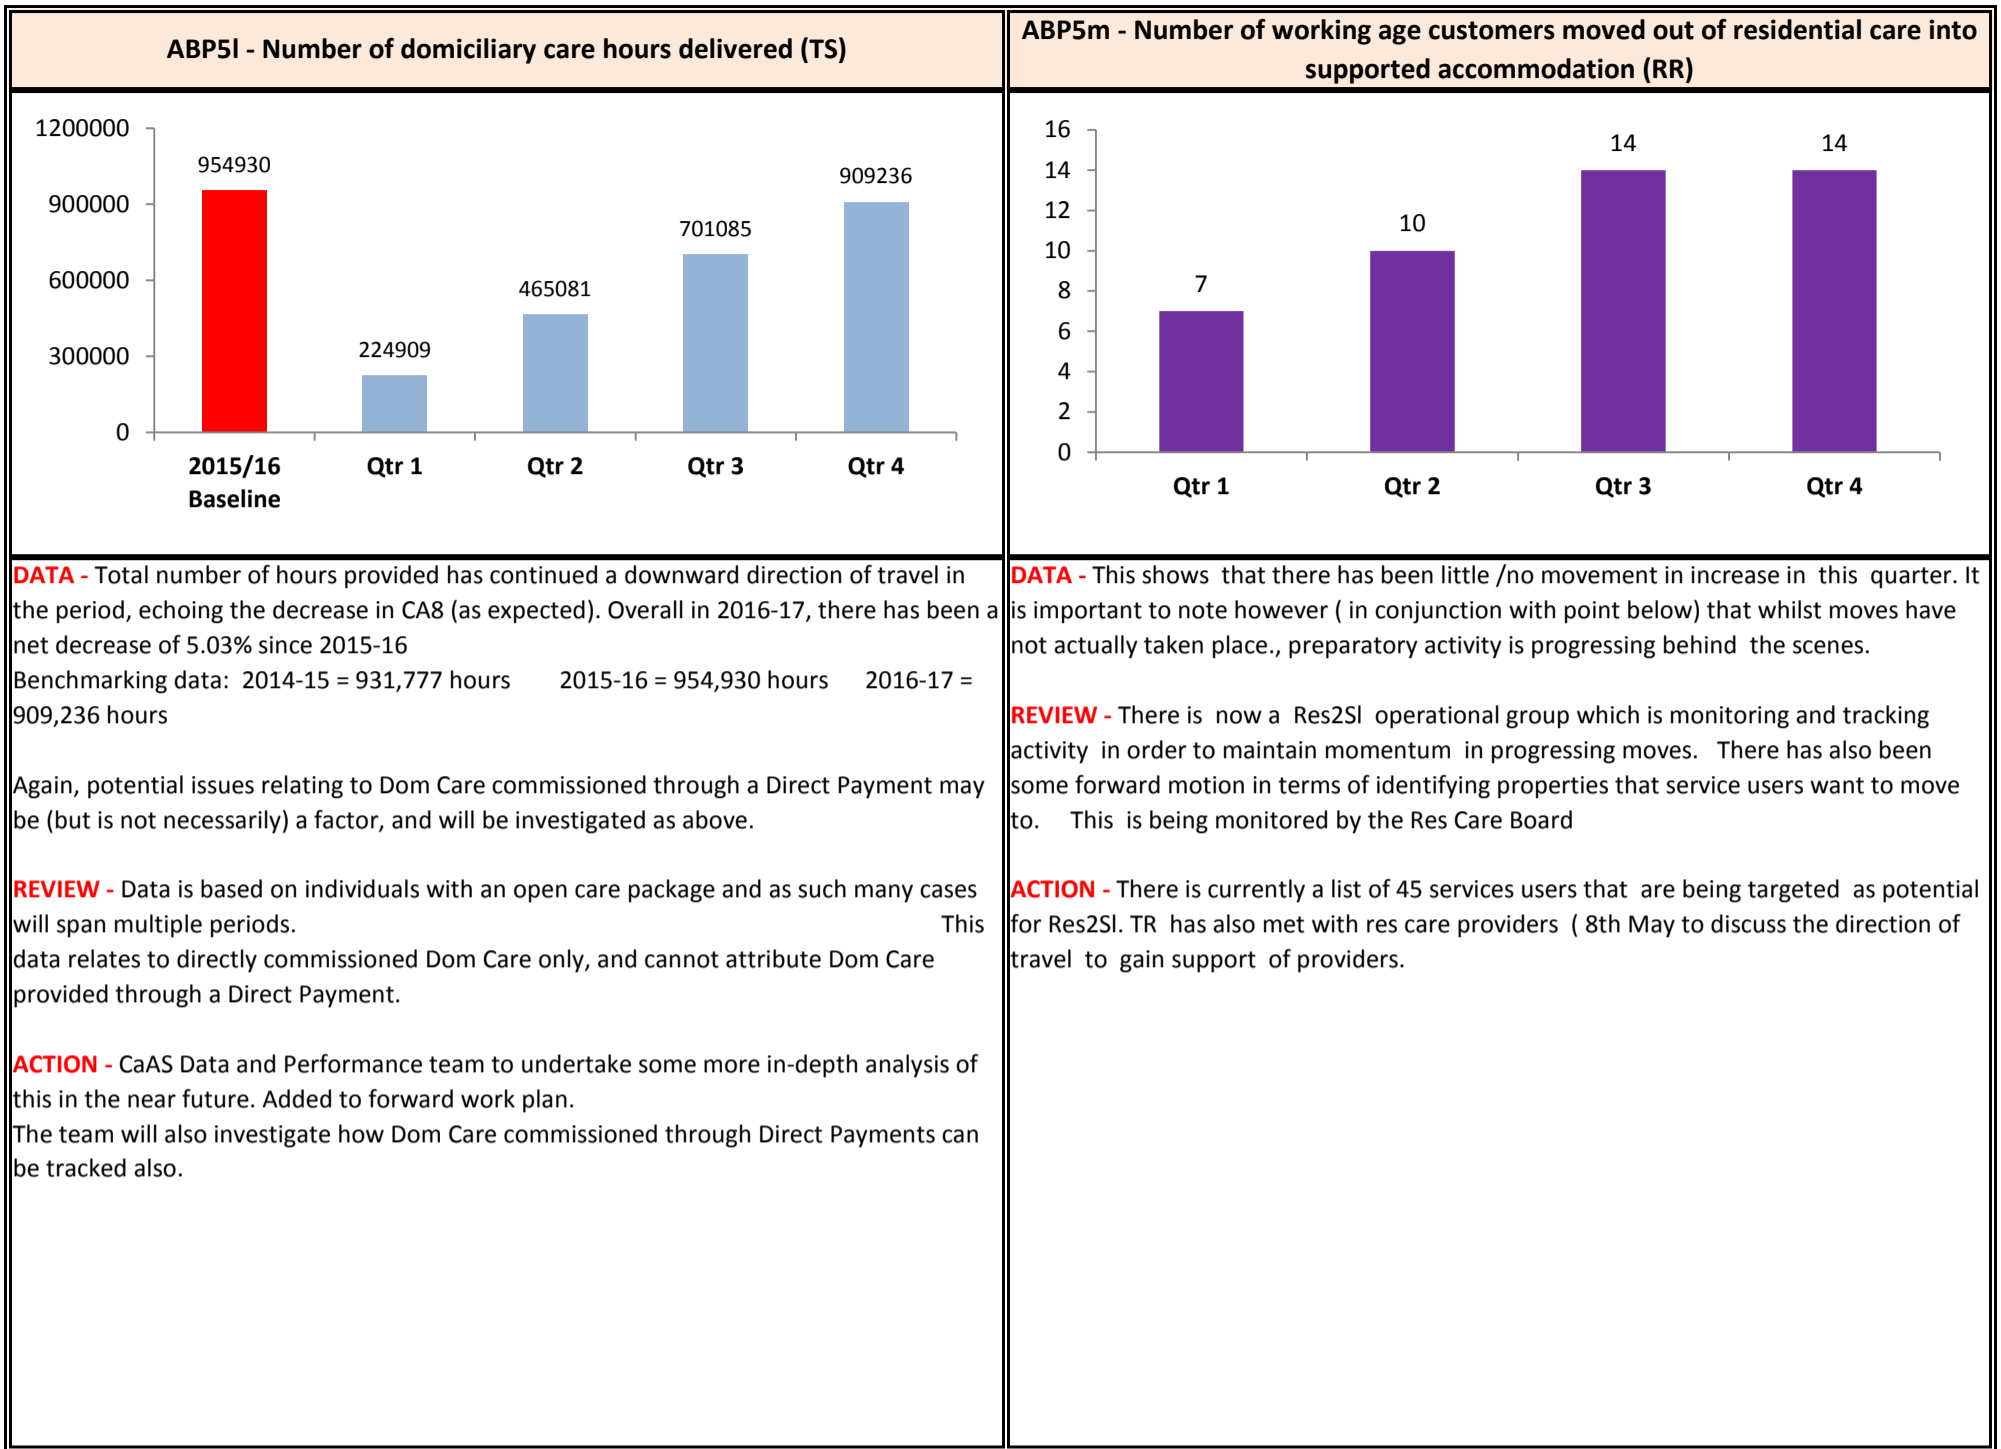 ABP5l - Number of domiciliary care hours delivered (TS)
1200000
900000
600000
300000
0
954930
224909
465081
701085
909236
2015/16
Baseline
Qtr 1
Qtr 2
Qtr 3
Qtr 4
DATA - Total number of hours provided has continued a downward direction of travel in
the period, echoing the decrease in CA8 (as expected). Overall in 2016-17, there has been a
net decrease of 5.03% since 2015-16
Benchmarking data: 2014-15 = 931,777 hours 2015-16 = 954,930 hours 2016-17 =
909,236 hours
Again, potential issues relating to Dom Care commissioned through a Direct Payment may
be (but is not necessarily) a factor, and will be investigated as above.
REVIEW - Data is based on individuals with an open care package and as such many cases
will span multiple periods. This
data relates to directly commissioned Dom Care only, and cannot attribute Dom Care
provided through a Direct Payment.
ACTION - CaAS Data and Performance team to undertake some more in-depth analysis of
this in the near future. Added to forward work plan.
The team will also investigate how Dom Care commissioned through Direct Payments can
be tracked also.
ABP5m - Number of working age customers moved out of residential care into
supported accommodation (RR)
16
14
12
10
8
6
4
2
0
7
10
14
14
Qtr 1
Qtr 2
Qtr 3
Qtr 4
DATA - This shows that there has been little /no movement in increase in this quarter. It
is important to note however ( in conjunction with point below) that whilst moves have
not actually taken place., preparatory activity is progressing behind the scenes.
REVIEW - There is now a Res2Sl operational group which is monitoring and tracking
activity in order to maintain momentum in progressing moves. There has also been
some forward motion in terms of identifying properties that service users want to move
to. This is being monitored by the Res Care Board
ACTION - There is currently a list of 45 services users that are being targeted as potential
for Res2Sl. TR has also met with res care providers ( 8th May to discuss the direction of
travel to gain support of providers.